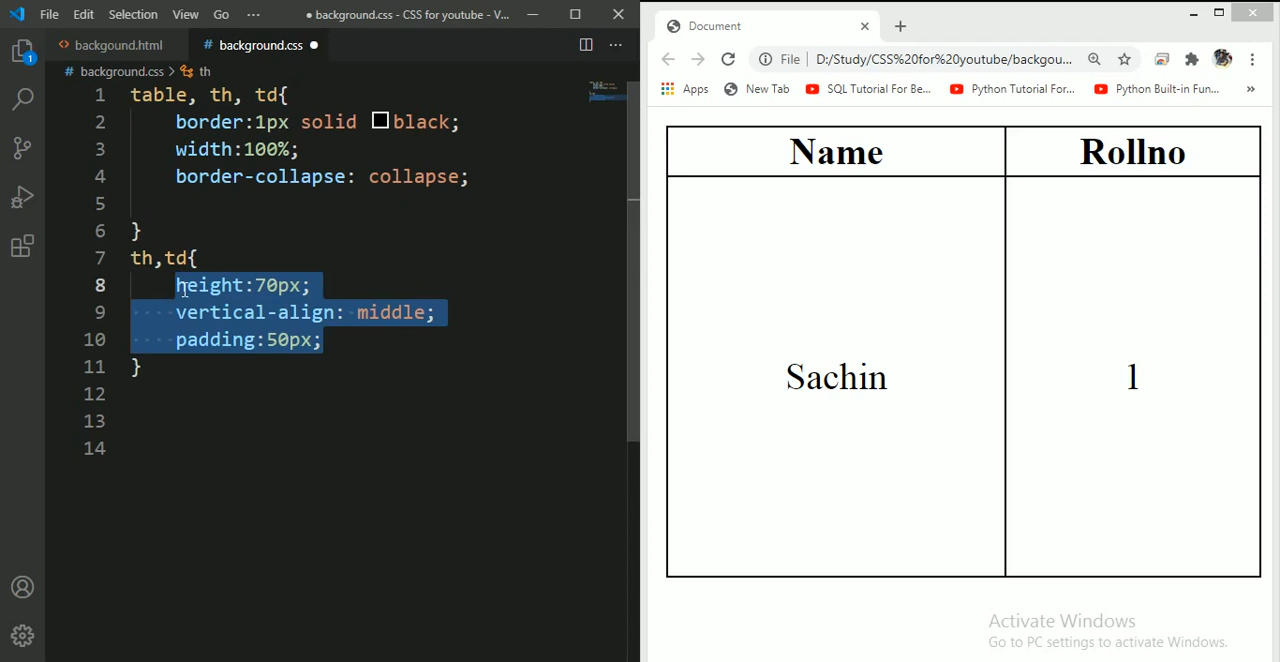 File Edit Selection View Go ··· ● background.css - CSS for youtube - V...
backgound.html # background.css ● ···
# background.css > th
1 table, th, td{
2 border:1px solid black;
3 width:100%;
4 border-collapse: collapse;
5
6 }
7 th,td{
8 height:70px;
9 vertical-align: middle;
10 padding:50px;
11 }
12
13
14
1
Document
File D:/Study/CSS%20for%20youtube/backgou...
Apps New Tab SQL Tutorial For Be... Python Tutorial For... Python Built-in Fun... »
Name Rollno
Sachin 1
Activate Windows
Go to PC settings to activate Windows.